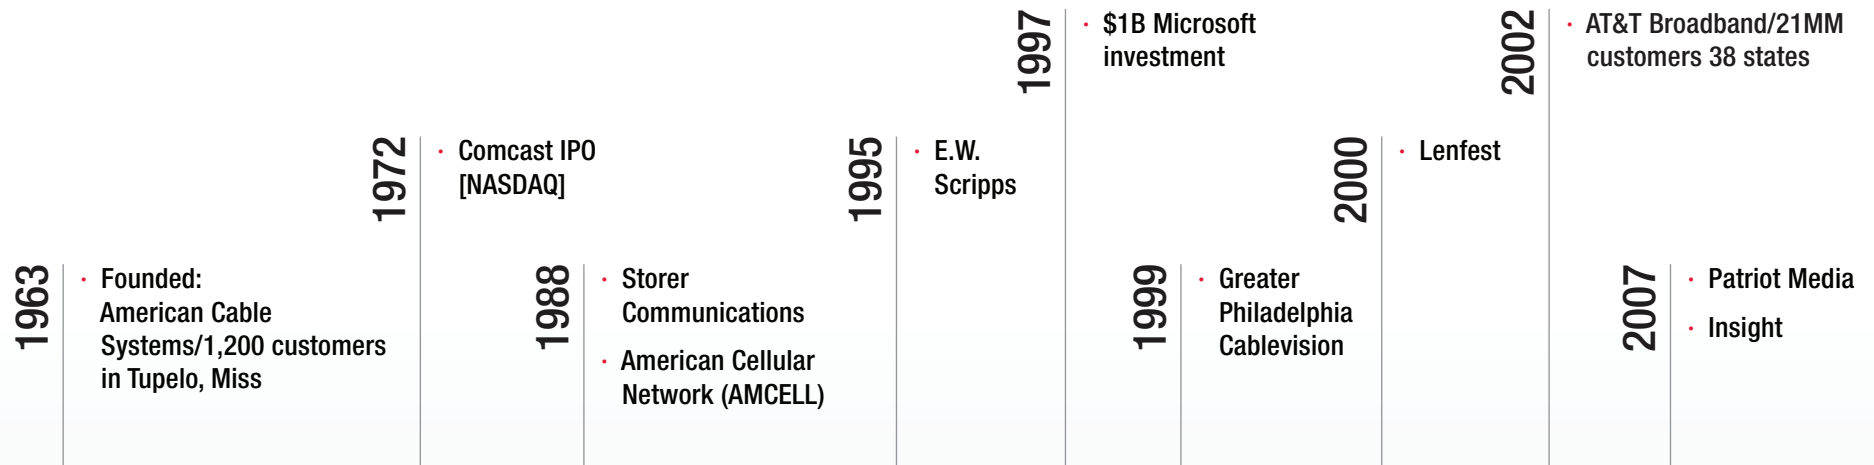 1963
· Founded:
American Cable
Systems/1,200 customers
in Tupelo, Miss
1972
· Comcast IPO
[NASDAQ]
1988
· Storer
Communications
· American Cellular
Network (AMCELL)
1995
· E.W.
Scripps
1997
· $1B Microsoft
investment
1999
· Greater
Philadelphia
Cablevision
2000
· Lenfest
2002
· AT&T Broadband/21MM
customers 38 states
2007
· Patriot Media
· Insight